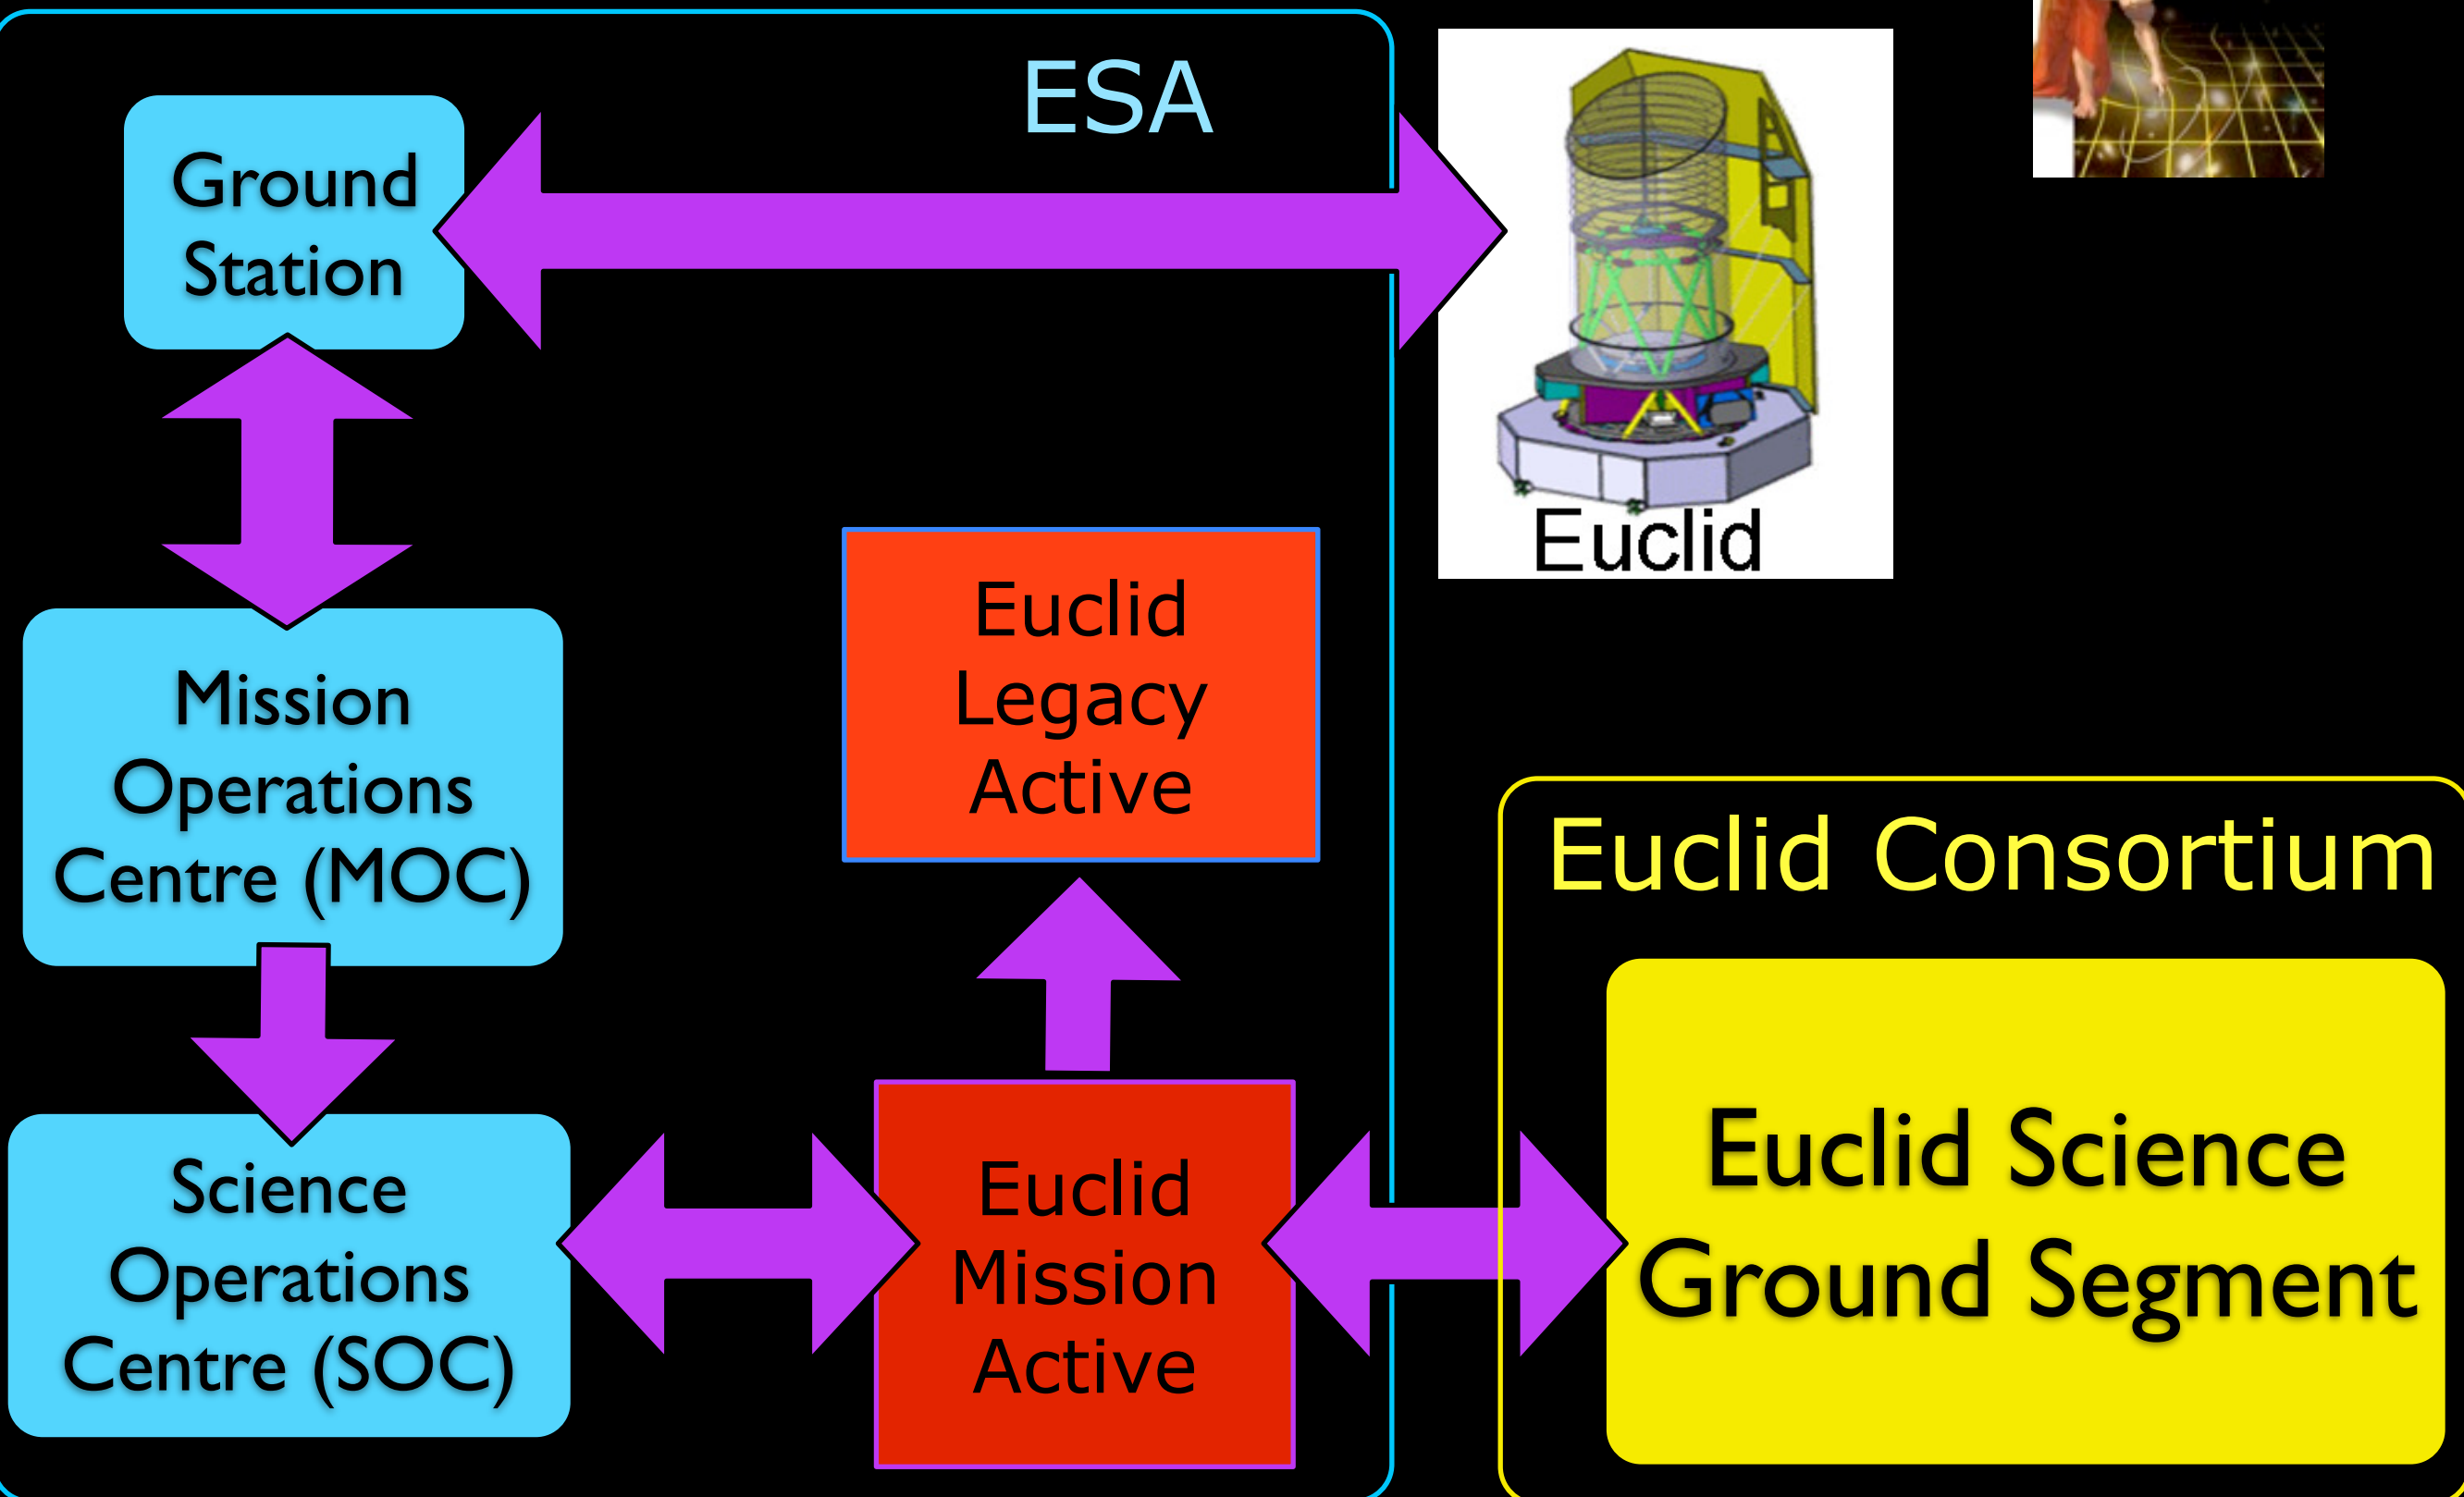 ESA
Ground
Station
Euclid
Mission
Operations
Centre (MOC)
Euclid
Legacy
Active
Euclid Consortium
Science
Operations
Centre (SOC)
Euclid
Mission
Active
Euclid Science
Ground Segment